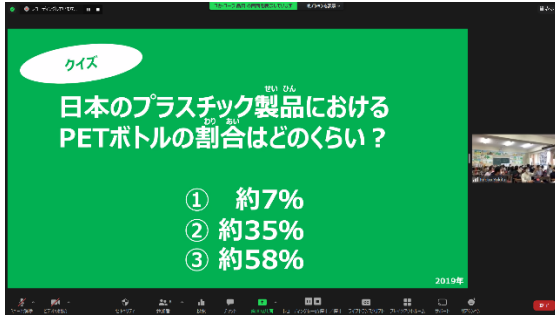 クイズ
せい ひん
日本のプラスチック製品における
わり あい
PETボトルの割合はどのくらい？
① 約7%
② 約35%
③ 約58%
2019年